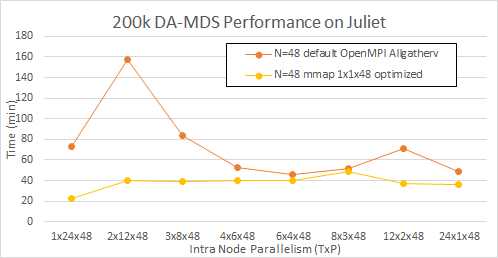 200k DA-MDS Performance on Juliet
N=48 default OpenMPI Allgatherv
N=48 mmap 1x1x48 optimized
180
160
140
120
100
80
60
40
20
0
Time (min)
1x24x48 2x12x48 3x8x48 4x6x48 6x4x48 8x3x48 12x2x48 24x1x48
Intra Node Parallelism (TxP)